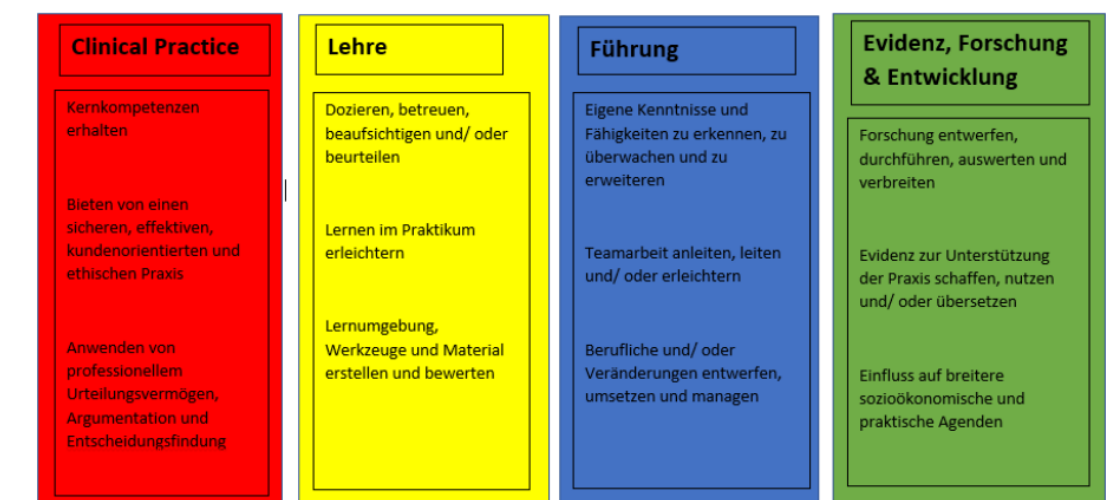 Clinical Practice
Kernkompetenzen
erhalten
Bieten von einen
sicheren, effektiven,
kundenorientierten und
ethischen Praxis
Anwenden von
professionellem
Urteilungsvermögen,
Argumentation und
Entscheidungsfindung
Lehre
Dozieren, betreuen,
beaufsichtigen und/ oder
beurteilen
Lernen im Praktikum
erleichtern
Lernumgebung,
Werkzeuge und Material
erstellen und bewerten
Führung
Eigene Kenntnisse und
Fähigkeiten zu erkennen, zu
überwachen und zu
erweiteren
Teamarbeit anleiten, leiten
und/ oder erleichtern
Berufliche und/ oder
Veränderungen entwerfen,
umsetzen und managen
Evidenz, Forschung
& Entwicklung
Forschung entwerfen,
durchführen, auswerten und
verbreiten
Evidenz zur Unterstützung
der Praxis schaffen, nutzen
und/ oder übersetzen
Einfluss auf breitere
sozioökonomische und
praktische Agenden